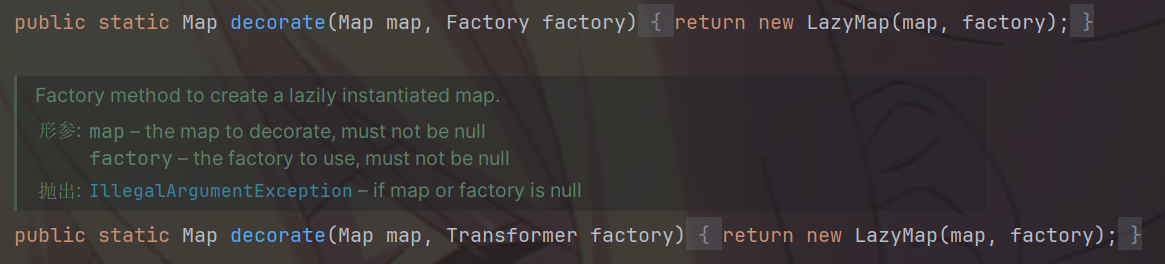 public static Map decorate(Map map, Factory factory) { return new LazyMap(map, factory); }
Factory method to create a lazily instantiated map.
形参: map – the map to decorate, must not be null
factory – the factory to use, must not be null
抛出: IllegalArgumentException – if map or factory is null
public static Map decorate(Map map, Transformer factory) { return new LazyMap(map, factory); }